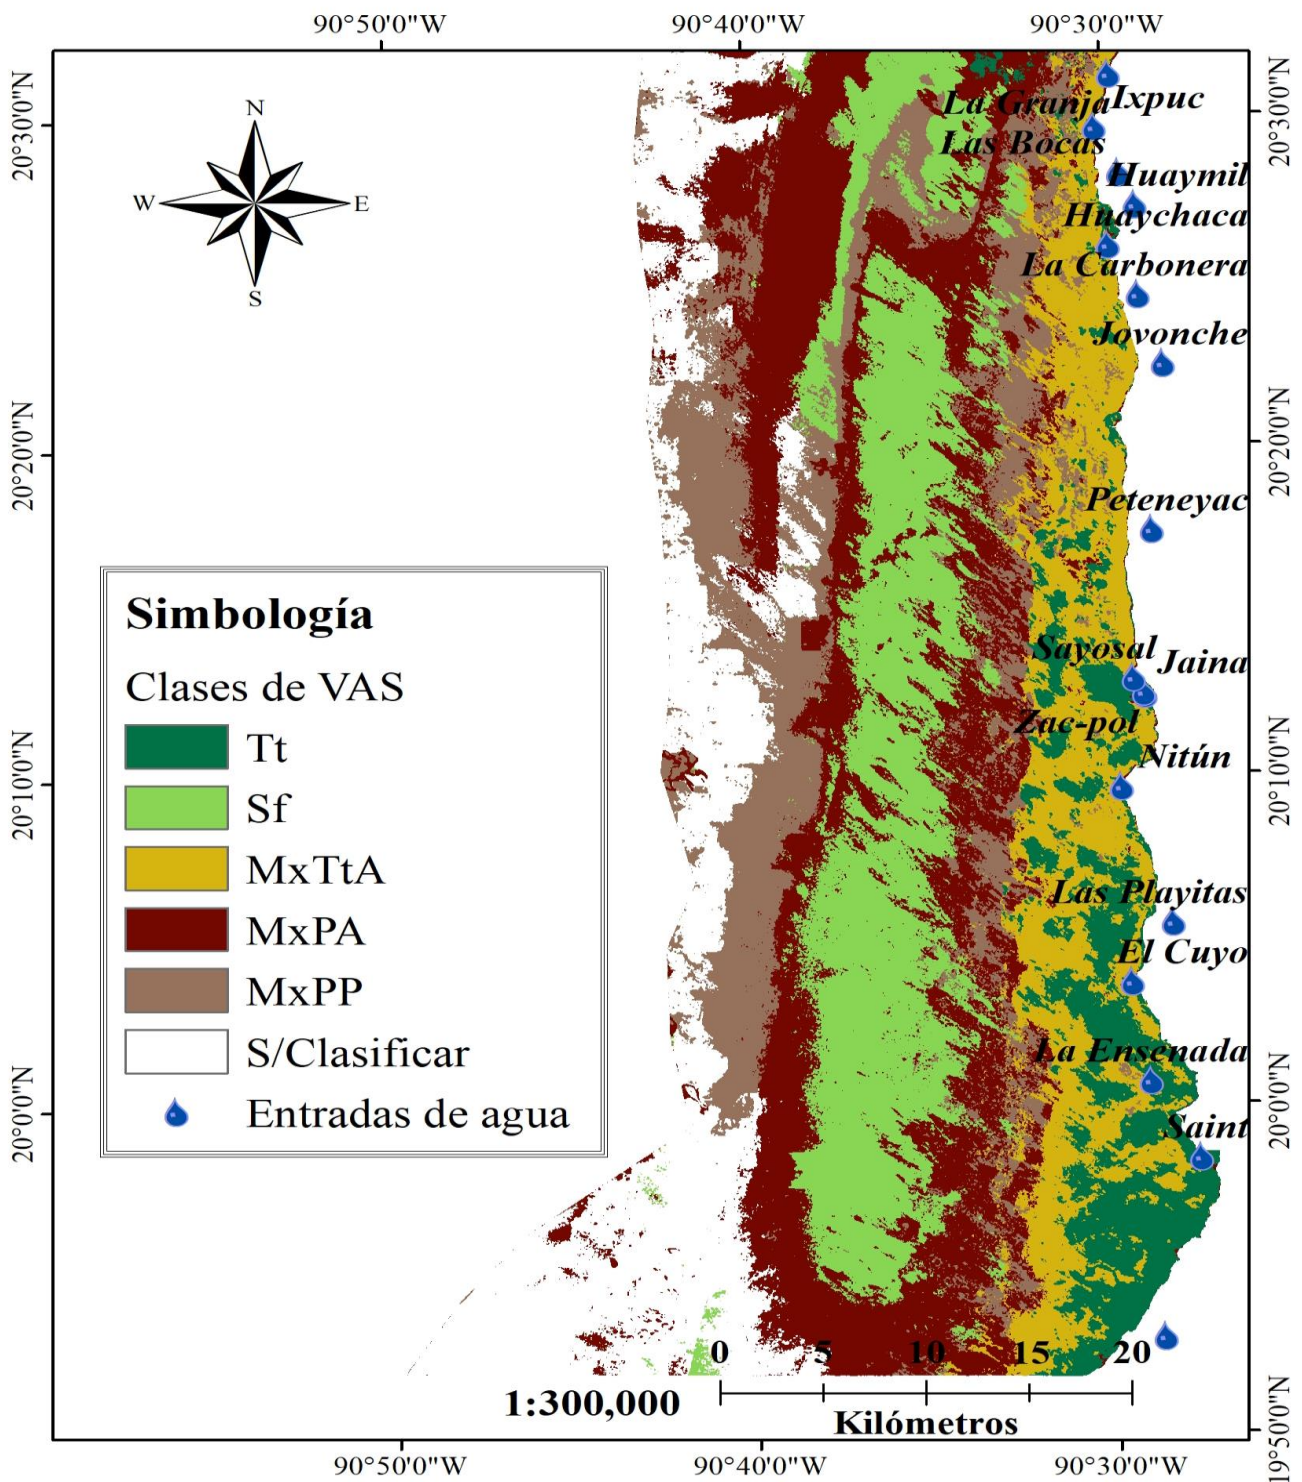 90°50'0"W 90°40'0"W 90°30'0"W
20°30'0"N 20°30'0"N
N
W E
S
La Granja Ixpuc
Las Bocas
Huaymil
Huaychaca
La Carbonera
Jovonche
20°20'0"N 20°20'0"N
Peteneyac
Sayosal Jaina
Zac-pol
Nitún
20°10'0"N 20°10'0"N
Las Playitas
El Cuyo
La Ensenada
Saint
20°0'0"N 20°0'0"N
Simbología
Clases de VAS
Tt
Sf
MxTtA
MxPA
MxPP
S/Clasificar
Entradas de agua
0 5 10 15 20
1:300,000
Kilómetros
19°50'0"N
90°50'0"W 90°40'0"W 90°30'0"W